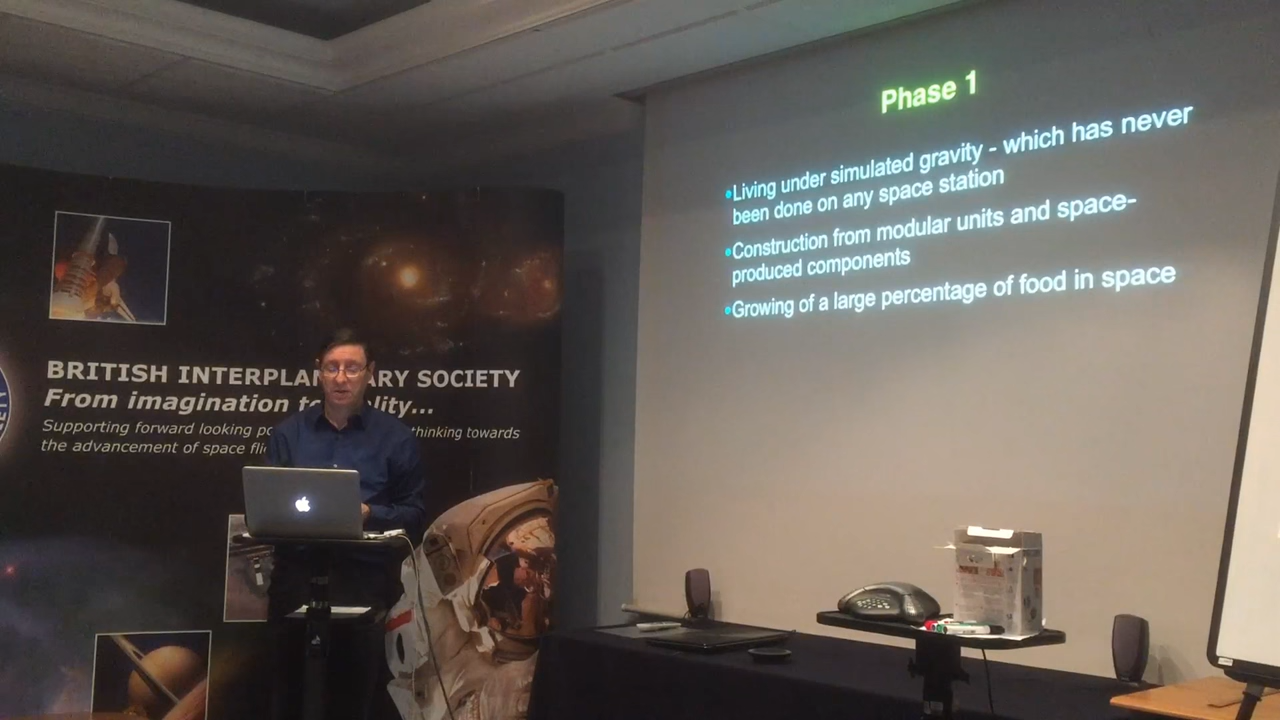 Phase 1
•Living under simulated gravity - which has never
been done on any space station
•Construction from modular units and space-
produced components
•Growing of a large percentage of food in space
BRITISH INTERPLAN ARY SOCIETY
From imagination to ality...
Supporting forward looking po thinking towards
the advancement of space fli